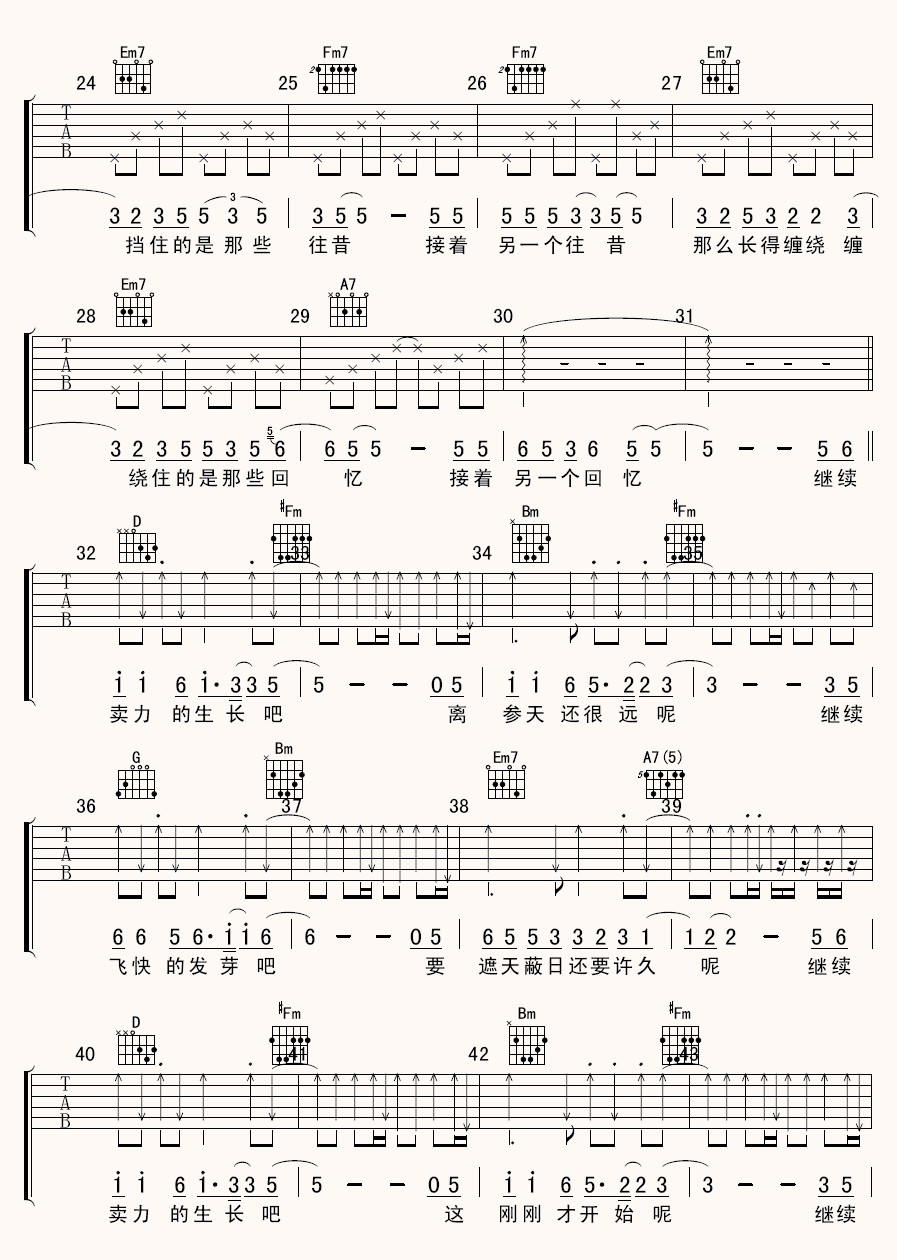 Em7 Fm7 Fm7 Em7
24 25 26 27
T
A
B
3 2 3 5 5 3 5 3 5 5 — 5 5 5 5 5 3 3 5 5 3 2 5 3 2 2 3
挡住的是 那 些 往昔 接着 另一个往 昔 那么长得缠绕 缠
Em7 A7
28 29 30 31
T
A
B
3 2 3 5 5 3 5 5 6 6 5 5 — 5 5 6 5 3 6 5 5 5 — — 5 6
绕住的是那些回 忆 接着 另一个回 忆 继续
D #Fm Bm #Fm
32 33 34 35
T
A
B
1 1 6 1· 3 3 5 5 — — 0 5 1 1 6 5· 2 2 3 3 — — 3 5
卖力 的生 长 吧 离 参天 还很 远 呢 继续
G Bm Em7 A7(5)
36 37 38 39
T
A
B
6 6 5 6· 1 1 6 6 — — 0 5 6 5 5 3 3 2 3 1 1 2 2 — 5 6
飞快 的发 芽 吧 要 遮天蔽日还要许久 呢 继续
D #Fm Bm #Fm
40 41 42 43
T
A
B
1 1 6 1· 3 3 5 5 — — 0 5 1 1 6 5· 2 2 3 3 — — 3 5
卖力 的生 长 吧 这 刚刚 才开 始 呢 继续